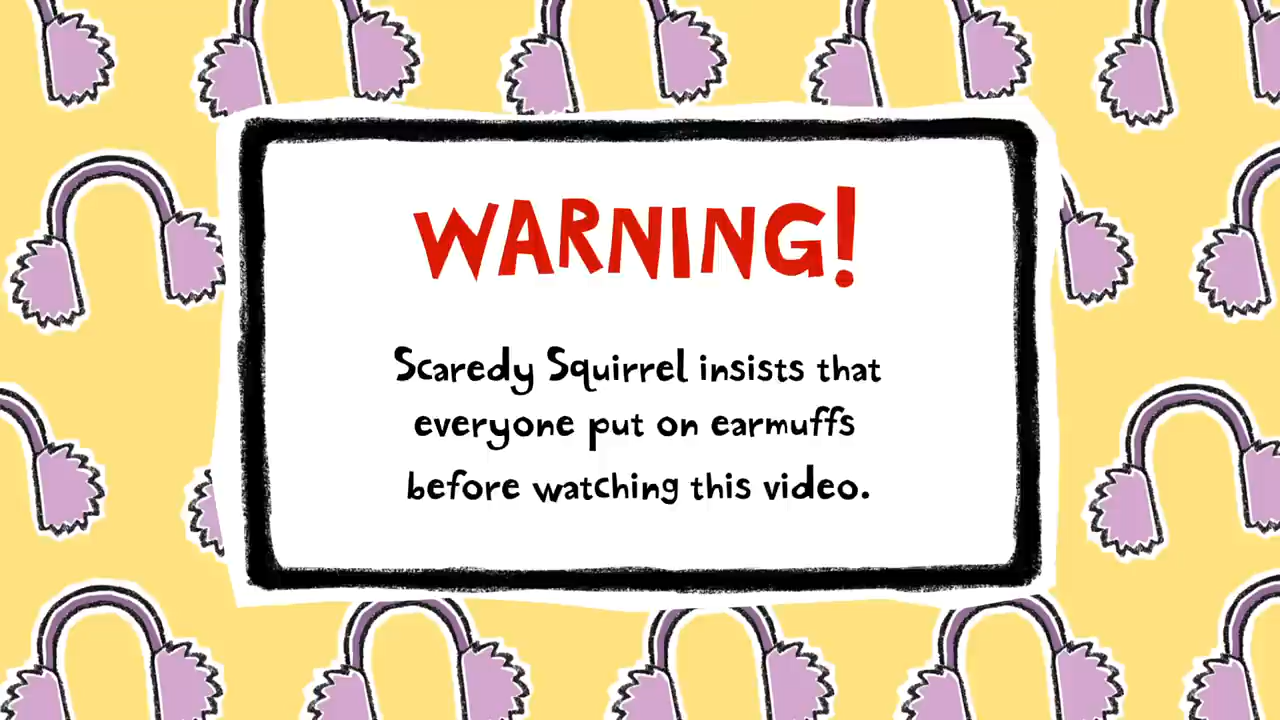 WARNING!
Scaredy Squirrel insists that
everyone put on earmuffs
before watching this video.